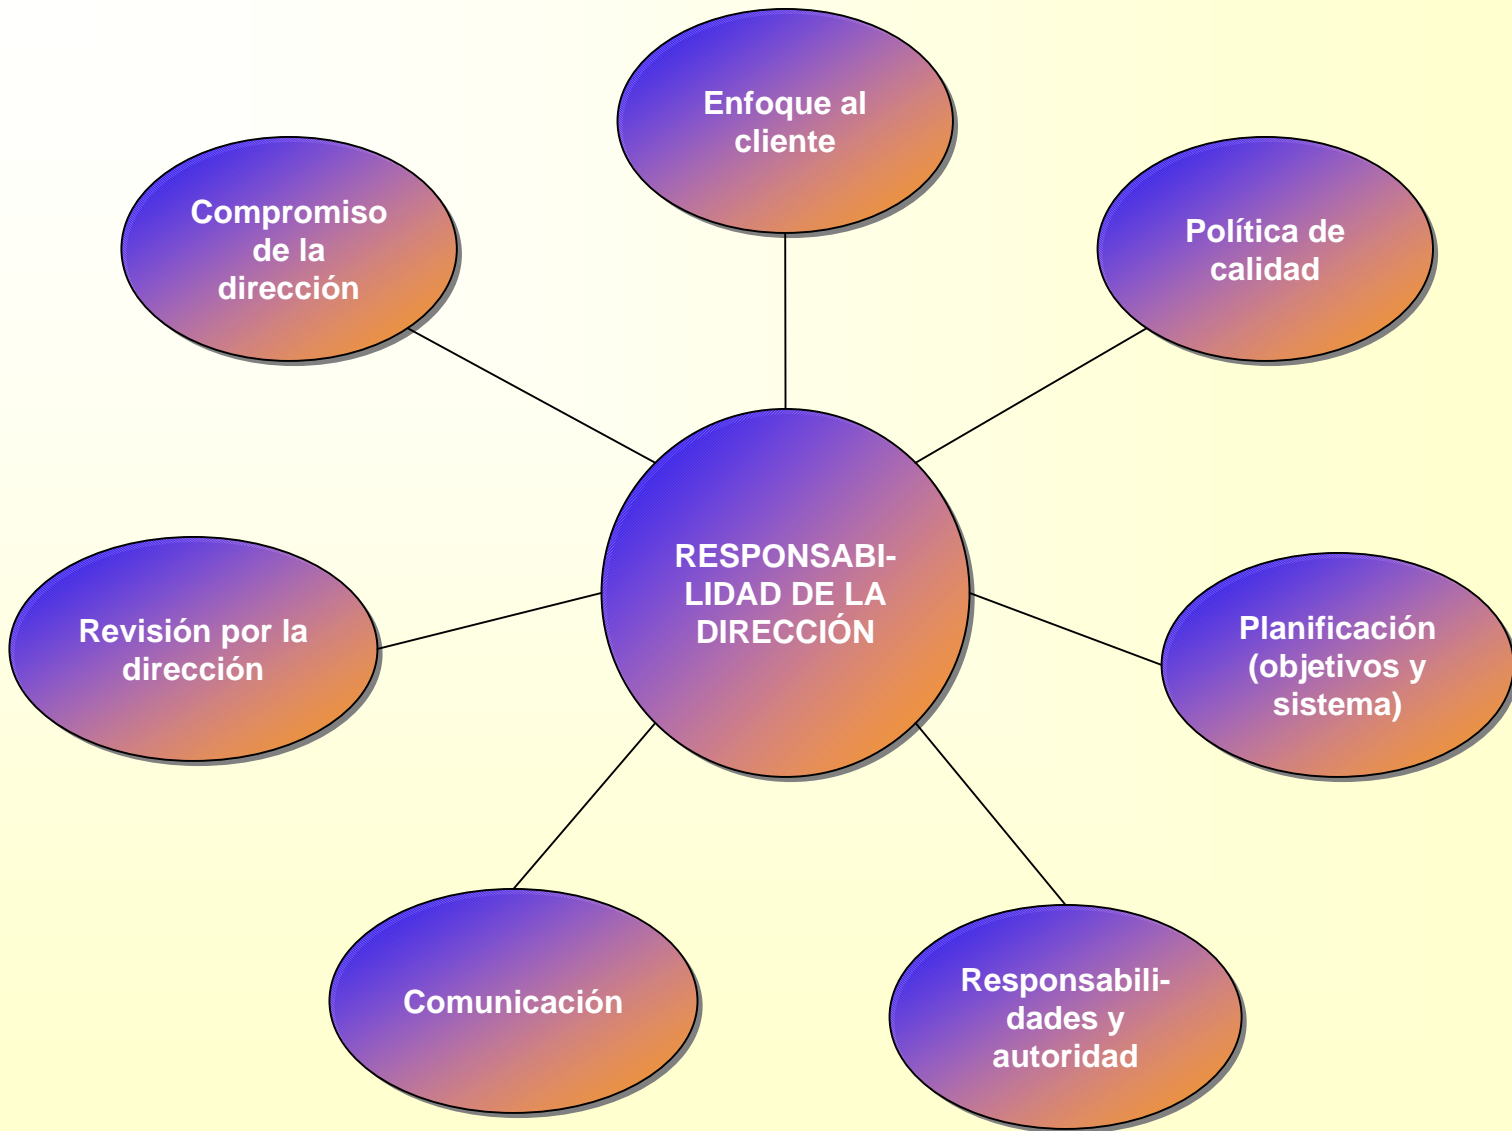 Enfoque al
cliente
Compromiso
de la
dirección
Política de
calidad
RESPONSABI-
LIDAD DE LA
DIRECCIÓN
Revisión por la
dirección
Planificación
(objetivos y
sistema)
Comunicación
Responsabili-
dades y
autoridad